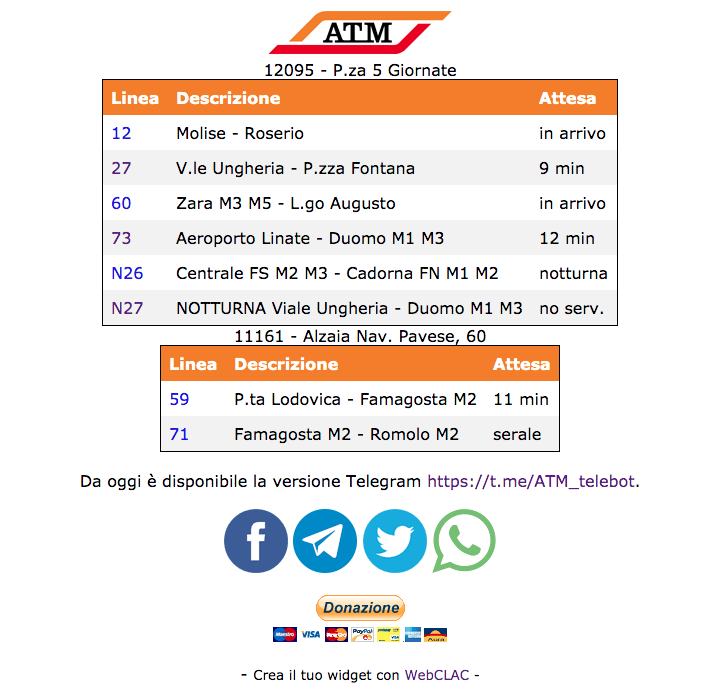 ATM
12095 - P.za 5 Giornate
Linea Descrizione Attesa
12 Molise - Roserio in arrivo
27 V.le Ungheria - P.zza Fontana 9 min
60 Zara M3 M5 - L.go Augusto in arrivo
73 Aeroporto Linate - Duomo M1 M3 12 min
N26 Centrale FS M2 M3 - Cadorna FN M1 M2 notturna
N27 NOTTURNA Viale Ungheria - Duomo M1 M3 no serv.
11161 - Alzaia Nav. Pavese, 60
Linea Descrizione Attesa
59 P.ta Lodovica - Famagosta M2 11 min
71 Famagosta M2 - Romolo M2 serale
Da oggi è disponibile la versione Telegram https://t.me/ATM_telebot.
f
Donazione
Maestro VISA PayPal
- Crea il tuo widget con WebCLAC -